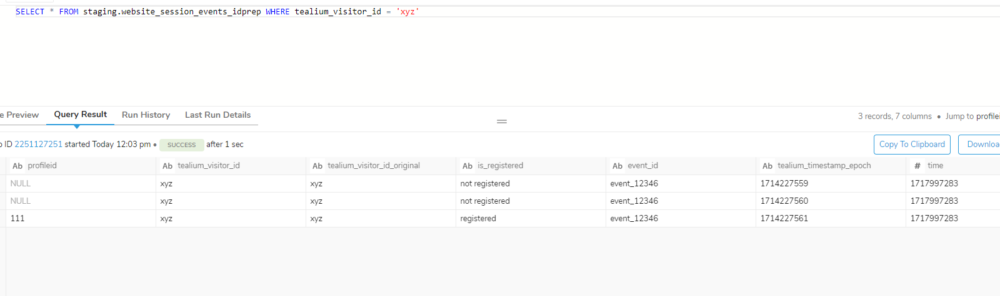 SELECT * FROM staging.website_session_events_idprep WHERE tealium_visitor_id = 'xyz'
e Preview Query Result Run History Last Run Details 3 records, 7 columns • Jump to profilei
o ID 2251127251 started Today 12:03 pm • SUCCESS after 1 sec Copy To Clipboard Downloa
Ab profileid Ab tealium_visitor_id Ab tealium_visitor_id_original Ab is_registered Ab event_id Ab tealium_timestamp_epoch # time
NULL xyz xyz not registered event_12346 1714227559 1717997283
NULL xyz xyz not registered event_12346 1714227560 1717997283
111 xyz xyz registered event_12346 1714227561 1717997283